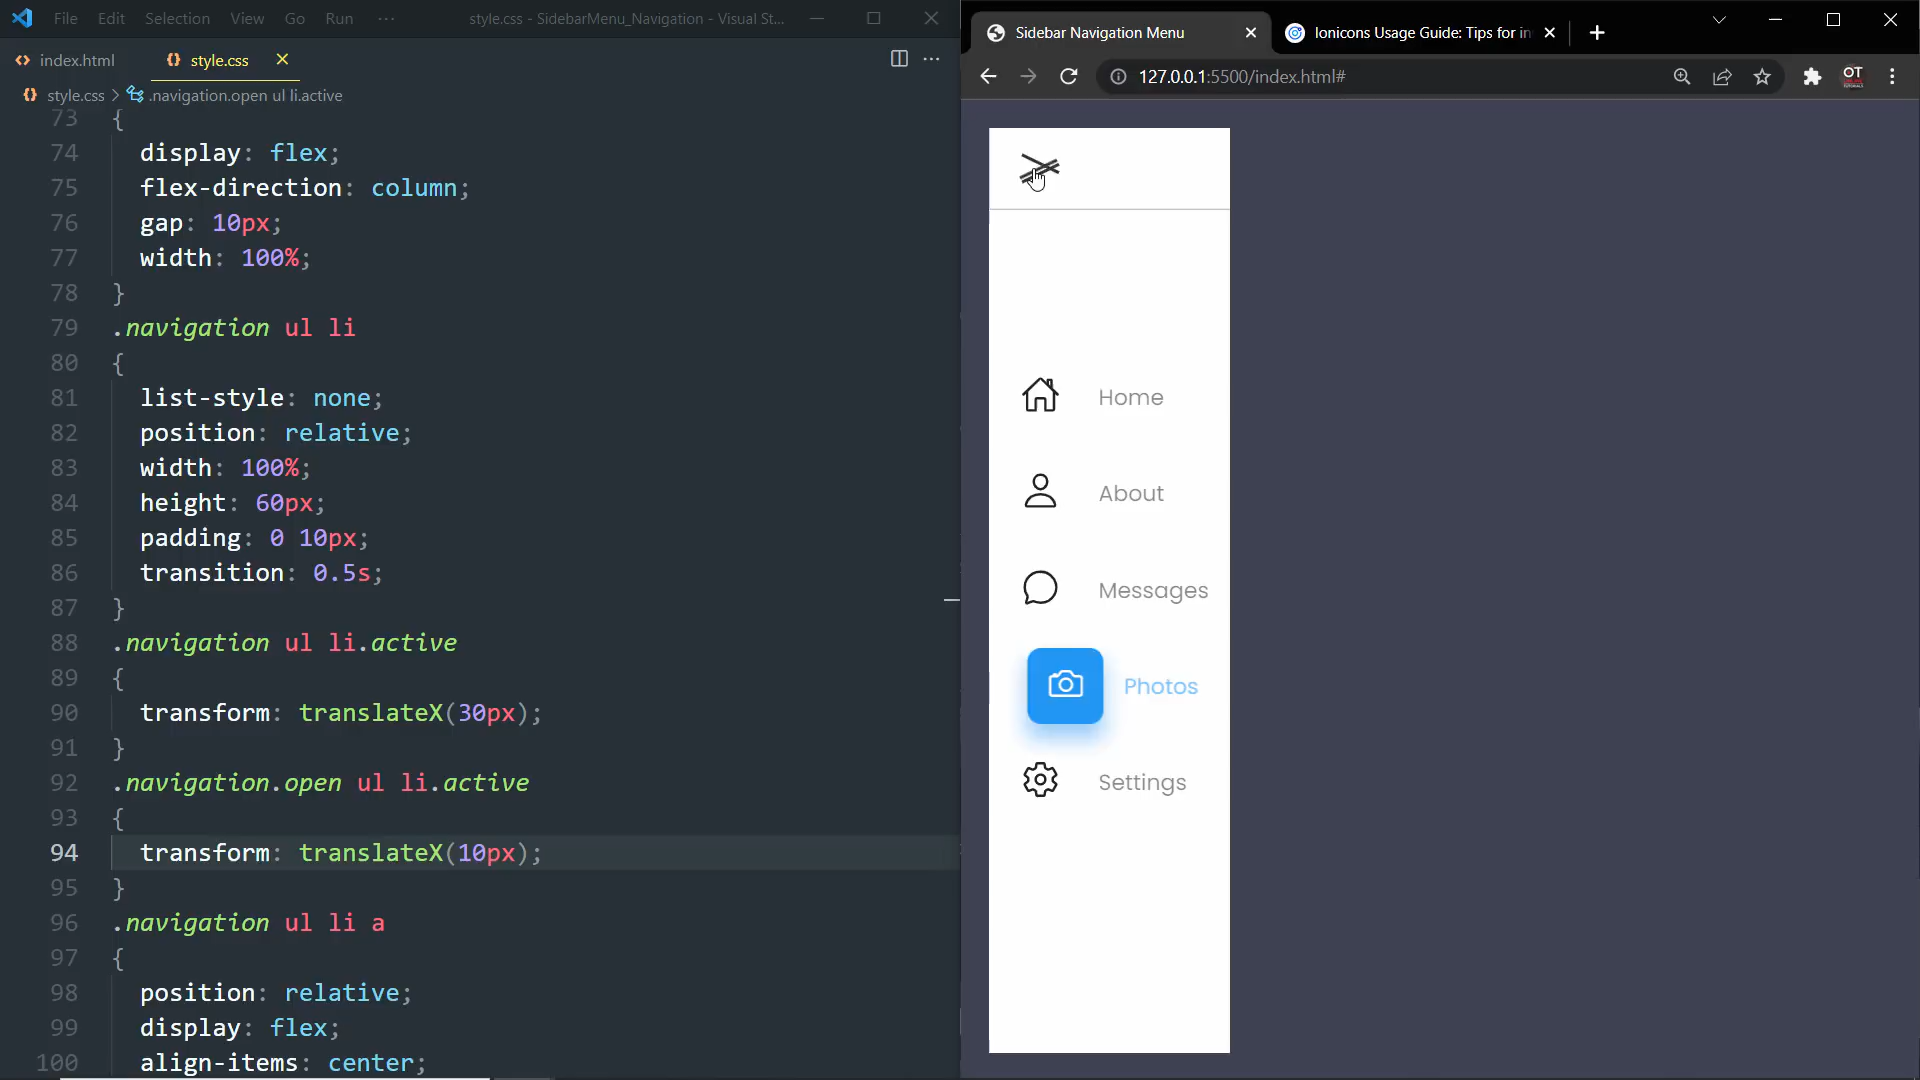 File Edit Selection View Go Run ··· style.css - SidebarMenu_Navigation - Visual St...
index.html style.css
style.css > .navigation.open ul li.active
73 {
74 display: flex;
75 flex-direction: column;
76 gap: 10px;
77 width: 100%;
78 }
79 .navigation ul li
80 {
81 list-style: none;
82 position: relative;
83 width: 100%;
84 height: 60px;
85 padding: 0 10px;
86 transition: 0.5s;
87 }
88 .navigation ul li.active
89 {
90 transform: translateX(30px);
91 }
92 .navigation.open ul li.active
93 {
94 transform: translateX(10px);
95 }
96 .navigation ul li a
97 {
98 position: relative;
99 display: flex;
100 align-items: center;
Sidebar Navigation Menu
Ionicons Usage Guide: Tips for in
127.0.0.1:5500/index.html#
OT
Home
About
Messages
Photos
Settings